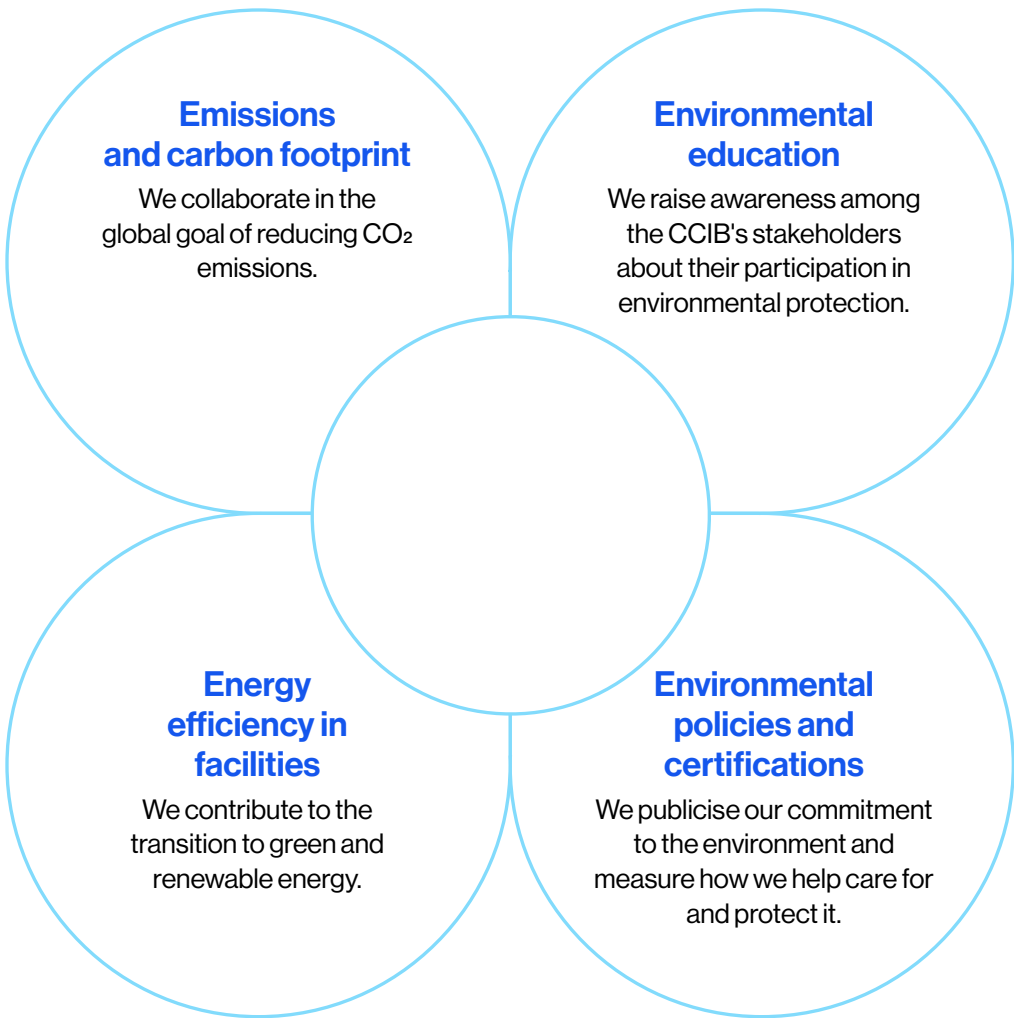 Emissions
and carbon footprint
We collaborate in the
global goal of reducing CO₂
emissions.
Environmental
education
We raise awareness among
the CCIB's stakeholders
about their participation in
environmental protection.
Energy
efficiency in
facilities
We contribute to the
transition to green and
renewable energy.
Environmental
policies and
certifications
We publicise our commitment
to the environment and
measure how we help care for
and protect it.